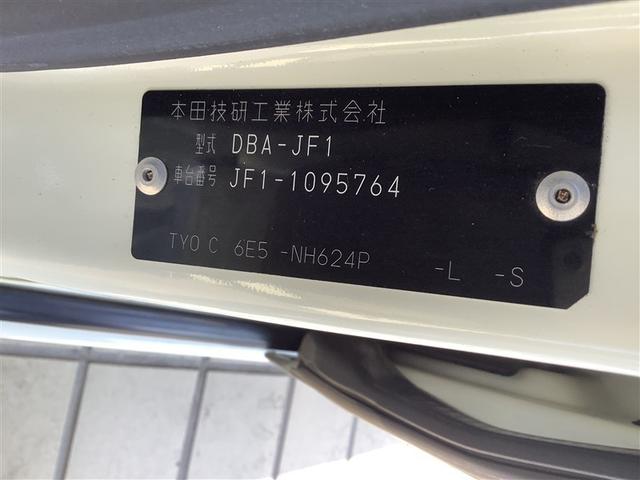 本田技研工業株式会社
型式 DBA-JF1
車台番号 JF1-1095764
TYO C 6E5 -NH624P -L -S